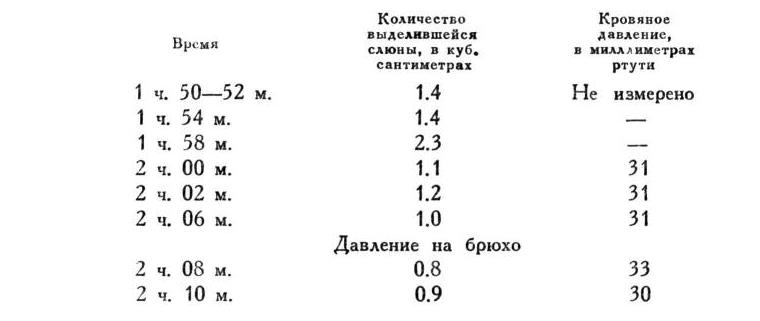 Время Количество выделившейся слюны, в куб. сантиметрах Кровяное давление, в миллиметрах ртути
1 ч. 50—52 м. 1.4 Не измерено
1 ч. 54 м. 1.4 —
1 ч. 58 м. 2.3 —
2 ч. 00 м. 1.1 31
2 ч. 02 м. 1.2 31
2 ч. 06 м. 1.0 31
Давление на брюхо
2 ч. 08 м. 0.8 33
2 ч. 10 м. 0.9 30